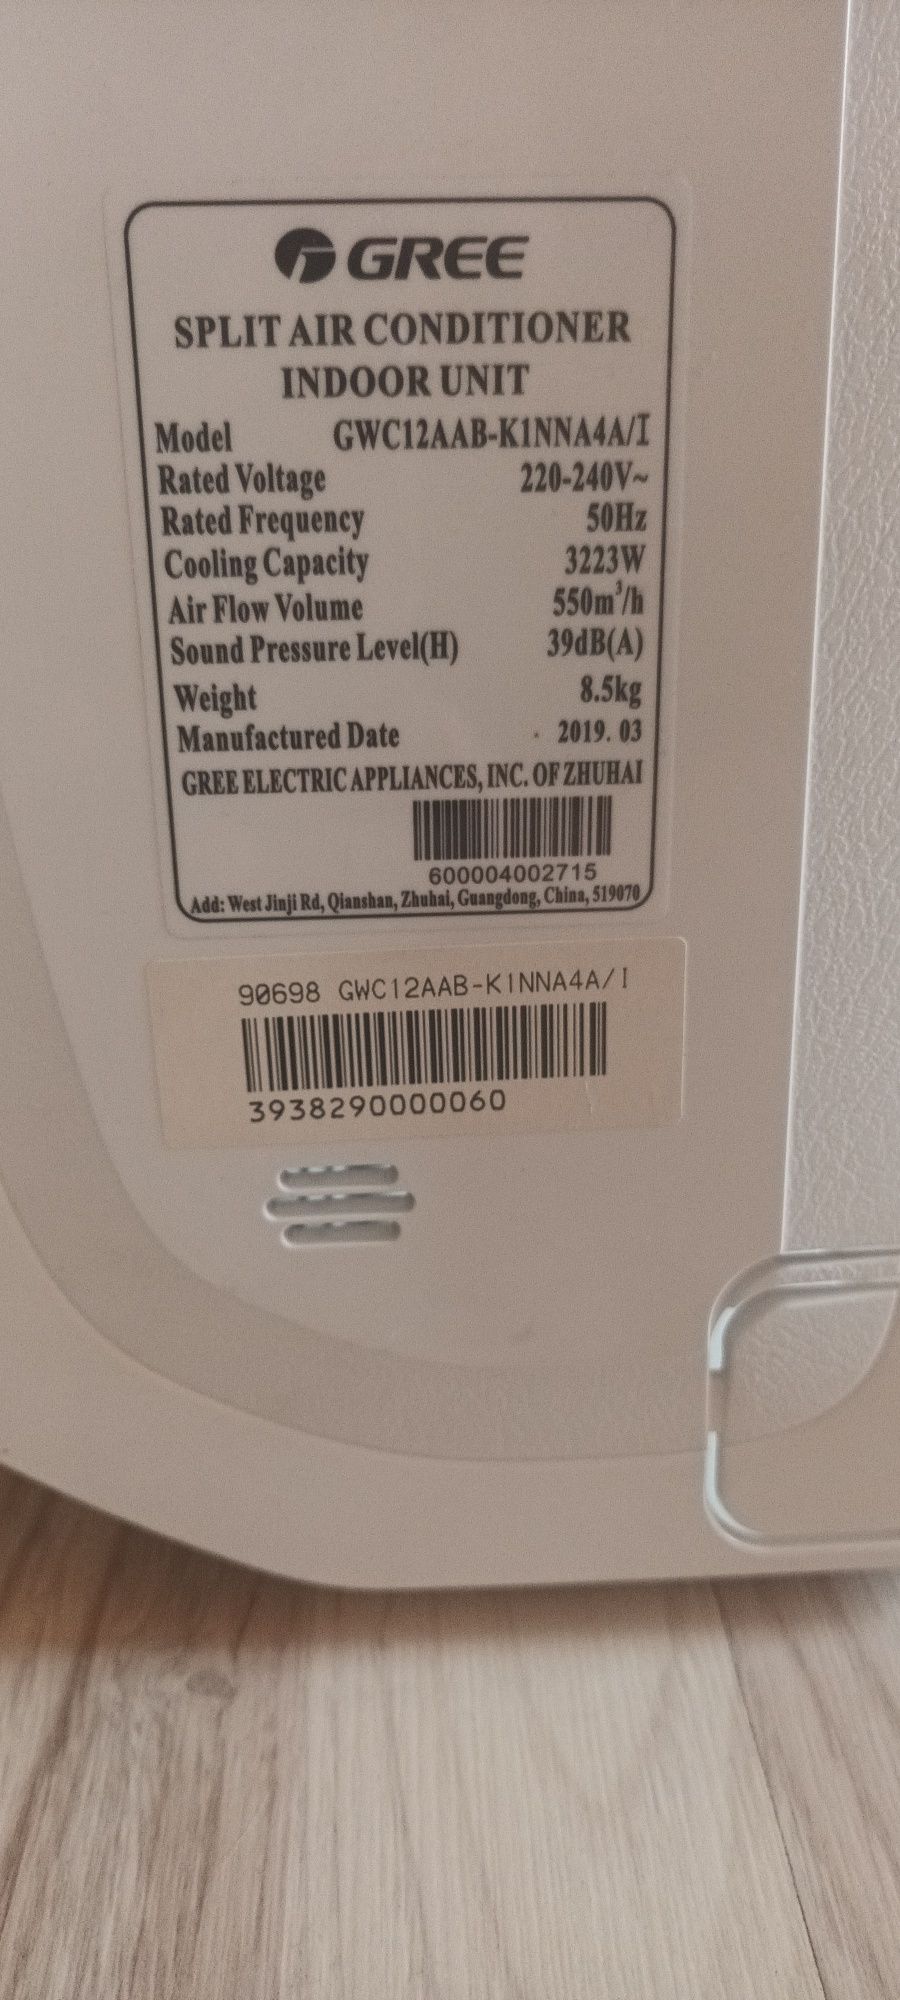 GREE
SPLIT AIR CONDITIONER
INDOOR UNIT
Model GWC12AAB-K1NNA4A/I
Rated Voltage 220-240V~
Rated Frequency 50Hz
Cooling Capacity 3223W
Air Flow Volume 550m³/h
Sound Pressure Level(H) 39dB(A)
Weight 8.5kg
Manufactured Date 2019. 03
GREE ELECTRIC APPLIANCES, INC. OF ZHUHAI
600004002715
Add: West Jinji Rd, Qianshan, Zhuhai, Guangdong, China, 519070
90698 GWC12AAB-K1NNA4A/I
3938290000060